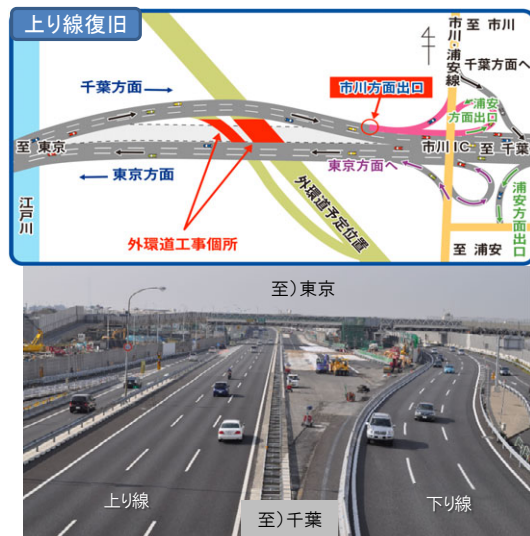 上り線復旧
至 市川
市川・浦安線
千葉方面へ
千葉方面
市川方面出口
浦安方面出口
至 東京
市川IC
至 千葉
東京方面
東京方面へ
江戸川
外環道工事個所
外環道予定位置
浦安方面出口
至 浦安
至）東京
上り線
下り線
至）千葉